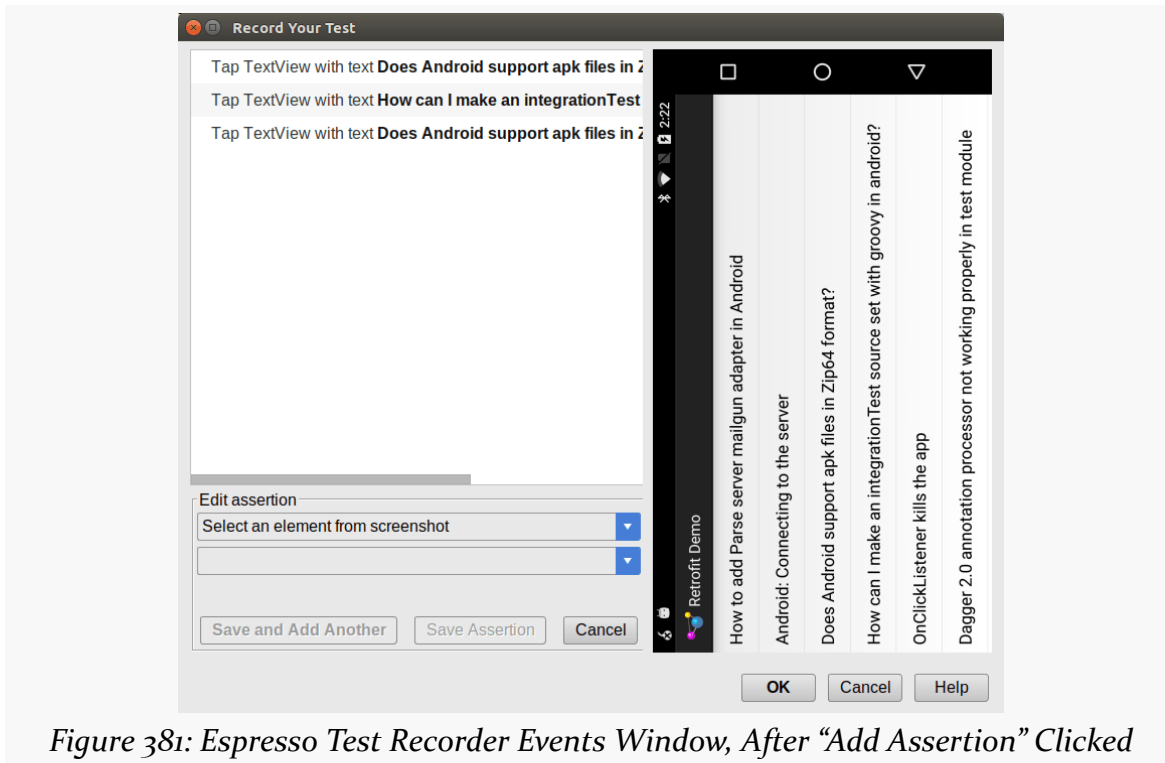 Record Your Test
Tap TextView with text Does Android support apk files in Z
Tap TextView with text How can I make an integrationTest
Tap TextView with text Does Android support apk files in Z
Edit assertion
Select an element from screenshot
Save and Add Another
Save Assertion
Cancel
2:22
Retrofit Demo
How to add Parse server mailgun adapter in Android
Android: Connecting to the server
Does Android support apk files in Zip64 format?
How can I make an integrationTest source set with groovy in android?
OnClickListener kills the app
Dagger 2.0 annotation processor not working properly in test module
OK
Cancel
Help
Figure 381: Espresso Test Recorder Events Window, After “Add Assertion” Clicked